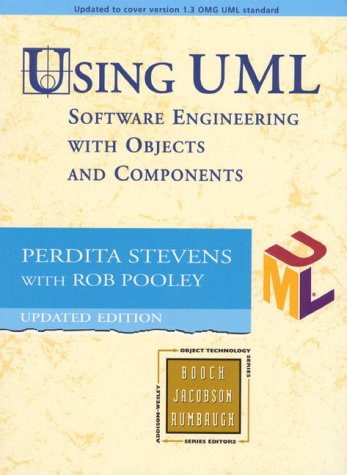 Updated to cover version 1.3 OMG UML standard
USING UML
SOFTWARE ENGINEERING
WITH OBJECTS
AND COMPONENTS
PERDITA STEVENS
WITH ROB POOLEY
UPDATED EDITION
UML
ADDISON-WESLEY
OBJECT TECHNOLOGY
SERIES
BOOCH
JACOBSON
RUMBAUGH
SERIES EDITORS